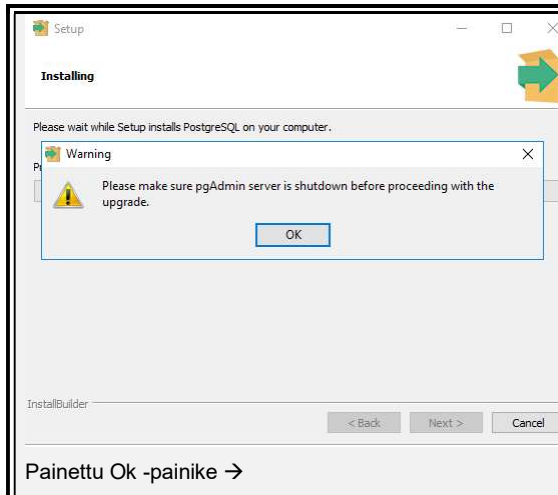 Setup
Installing
Please wait while Setup installs PostgreSQL on your computer.
Warning
Please make sure pgAdmin server is shutdown before proceeding with the
upgrade.
OK
InstallBuilder
< Back Next > Cancel
Painettu Ok -painike →